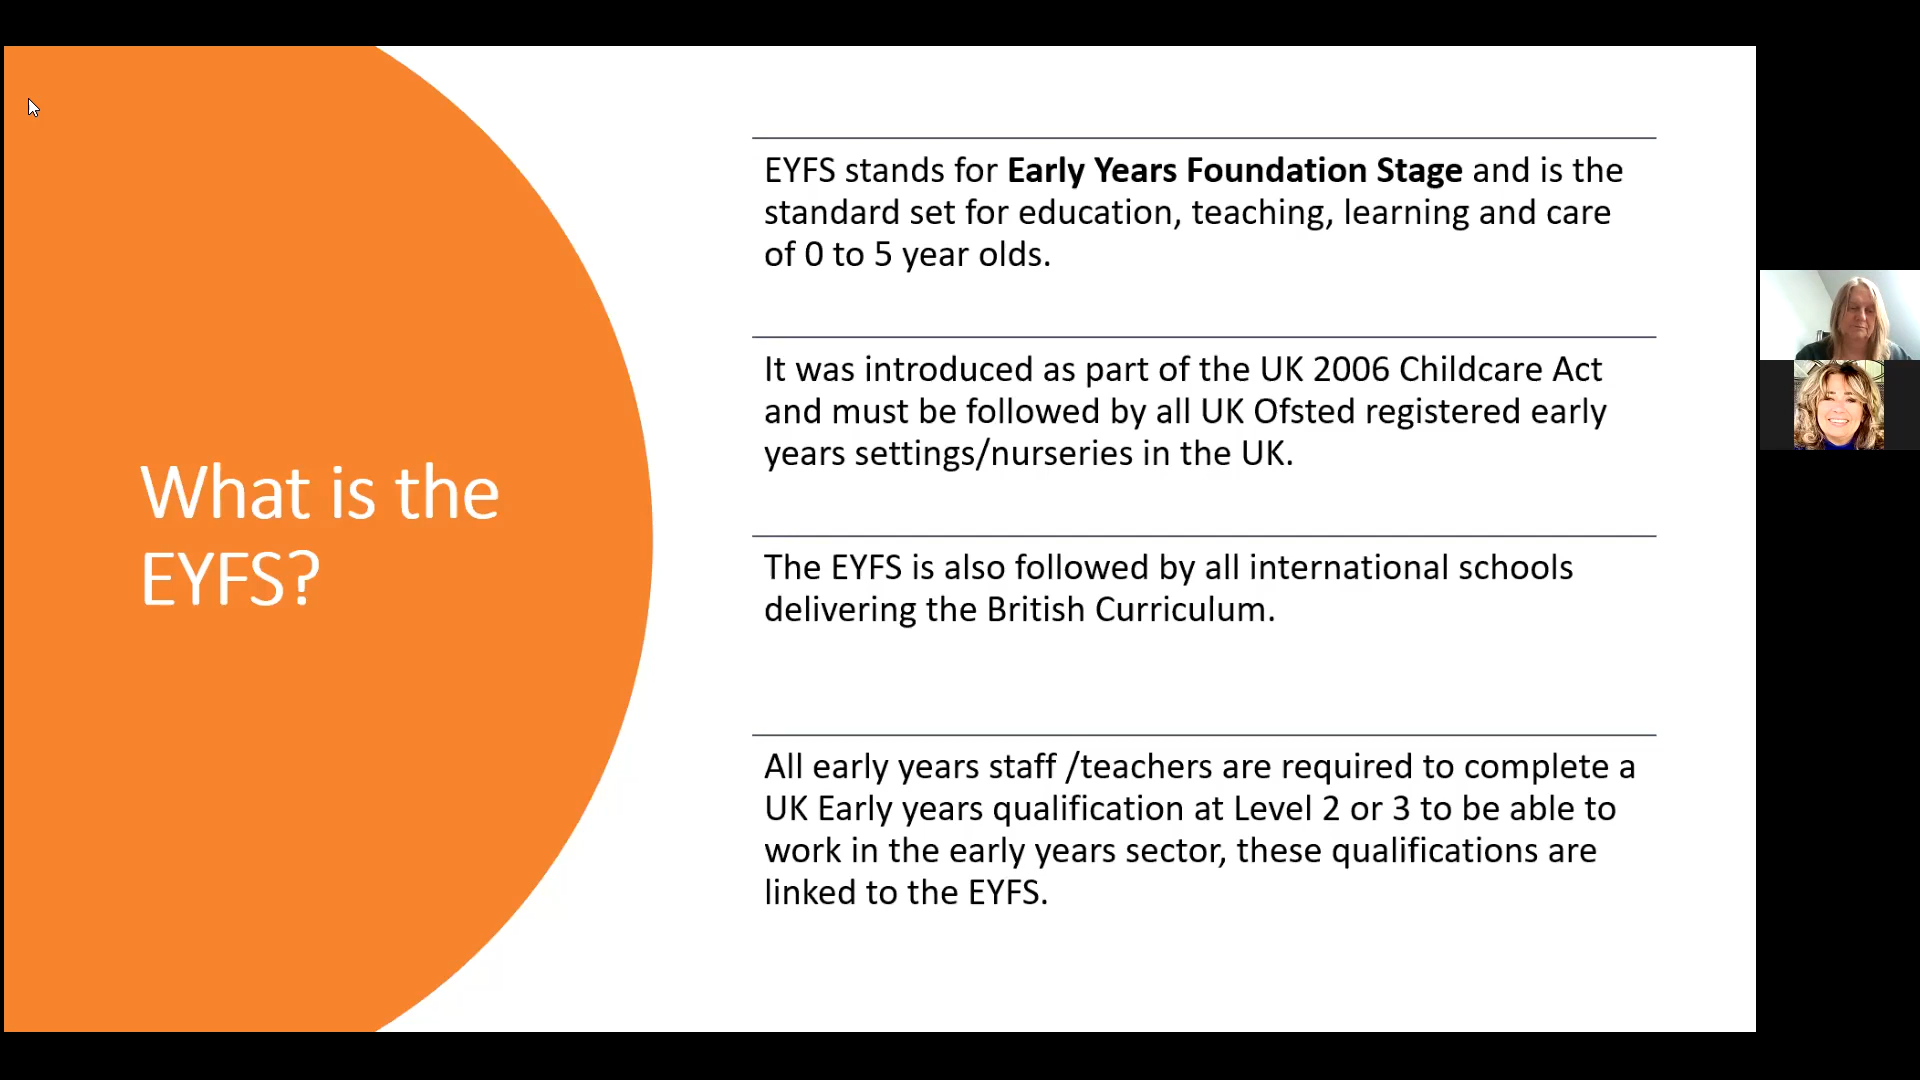 What is the
EYFS?
EYFS stands for Early Years Foundation Stage and is the
standard set for education, teaching, learning and care
of 0 to 5 year olds.
It was introduced as part of the UK 2006 Childcare Act
and must be followed by all UK Ofsted registered early
years settings/nurseries in the UK.
The EYFS is also followed by all international schools
delivering the British Curriculum.
All early years staff /teachers are required to complete a
UK Early years qualification at Level 2 or 3 to be able to
work in the early years sector, these qualifications are
linked to the EYFS.